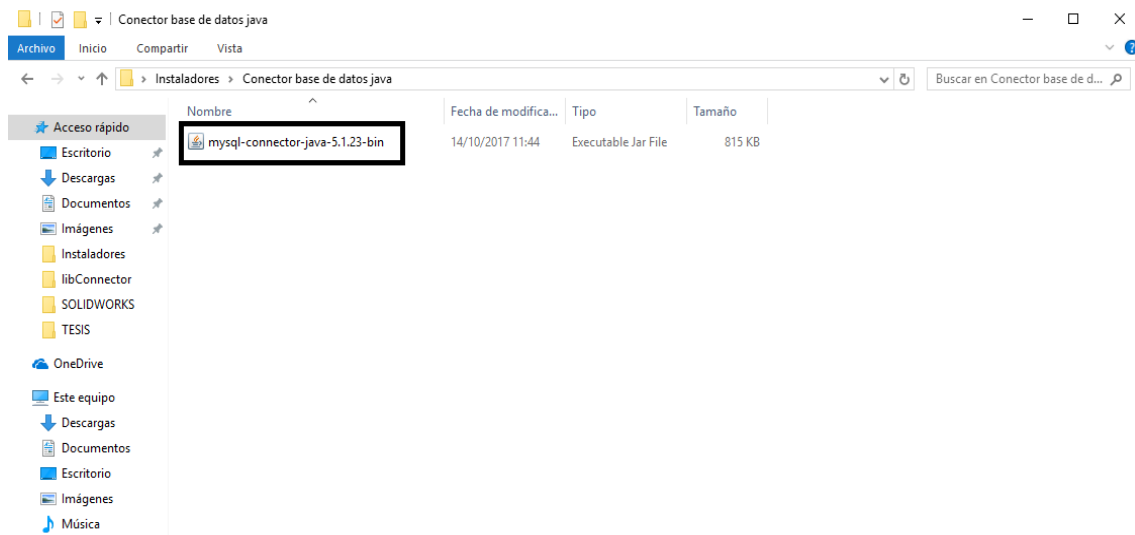 Conector base de datos java
Archivo Inicio Compartir Vista
Instaladores > Conector base de datos java Buscar en Conector base de d...
Nombre Fecha de modifica... Tipo Tamaño
Acceso rápido
mysql-connector-java-5.1.23-bin 14/10/2017 11:44 Executable Jar File 815 KB
Escritorio
Descargas
Documentos
Imágenes
Instaladores
libConnector
SOLIDWORKS
TESIS
OneDrive
Este equipo
Descargas
Documentos
Escritorio
Imágenes
Música